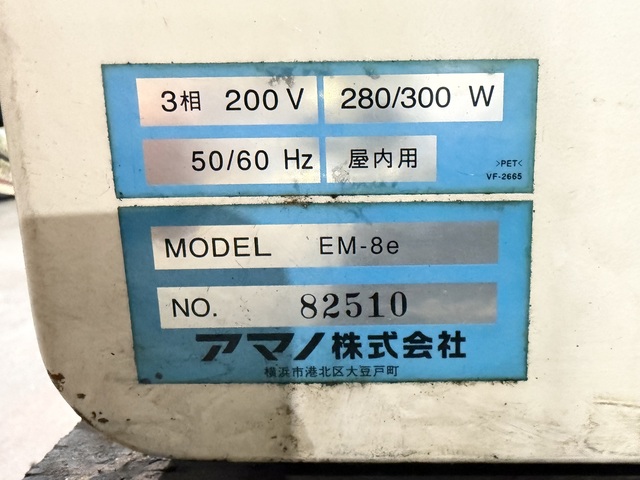 3相 200V 280/300 W
50/60 Hz 屋内用
>PET<
VF-2665
MODEL EM-8e
NO. 82510
アマノ株式会社
横浜市港北区大豆戸町